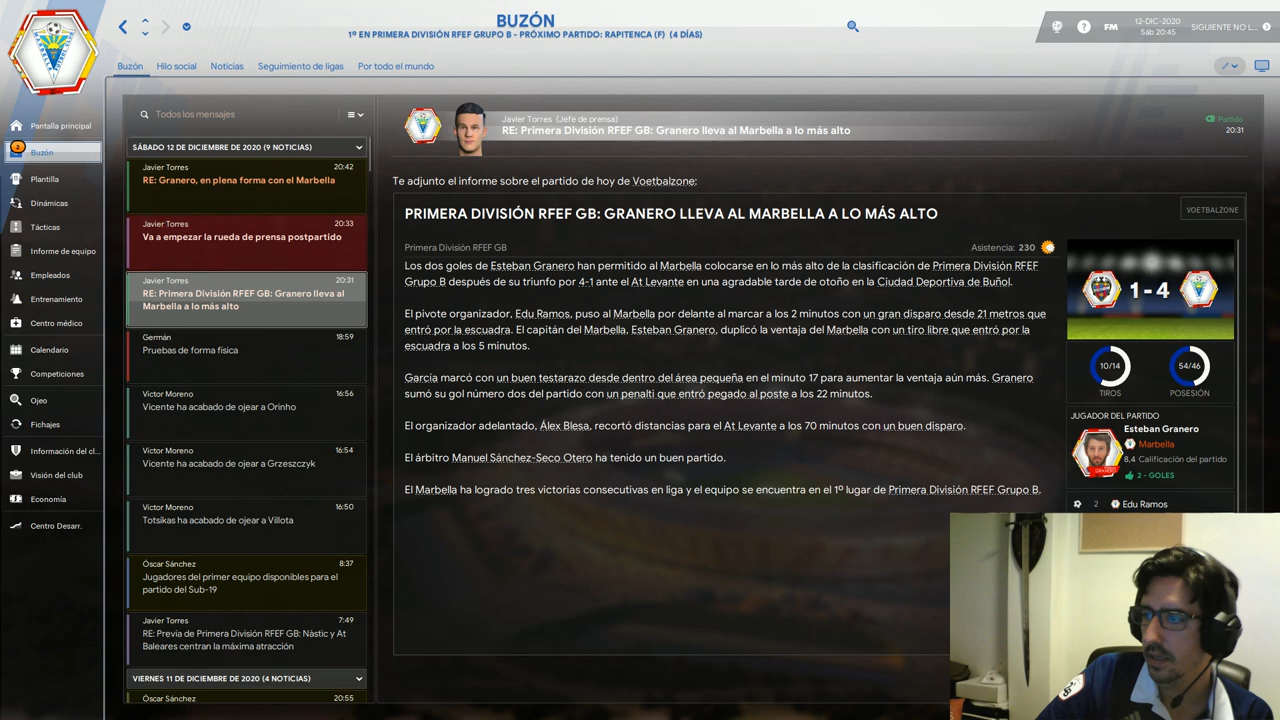 BUZÓN
1º EN PRIMERA DIVISIÓN RFEF GRUPO B - PRÓXIMO PARTIDO: RAPITENCA (F) (4 DÍAS)
FM
12-DIC-2020
Sáb 20:45
SIGUIENTE NO L...
Buzón
Hilo social
Noticias
Seguimiento de ligas
Por todo el mundo
Pantalla principal
2
Buzón
Plantilla
Dinámicas
Tácticas
Informe de equipo
Empleados
Entrenamiento
Centro médico
Calendario
Competiciones
Ojeo
Fichajes
Información del cl...
Visión del club
Economía
Centro Desarr.
Todos los mensajes
SÁBADO 12 DE DICIEMBRE DE 2020 (9 NOTICIAS)
Javier Torres 20:42
RE: Granero, en plena forma con el Marbella
Javier Torres 20:33
Va a empezar la rueda de prensa postpartido
Javier Torres 20:31
RE: Primera División RFEF GB: Granero lleva al
Marbella a lo más alto
Germán 18:59
Pruebas de forma física
Víctor Moreno 16:56
Vicente ha acabado de ojear a Orinho
Víctor Moreno 16:54
Vicente ha acabado de ojear a Grzeszczyk
Víctor Moreno 16:50
Totsikas ha acabado de ojear a Villota
Óscar Sánchez 8:37
Jugadores del primer equipo disponibles para el
partido del Sub-19
Javier Torres 7:49
RE: Previa de Primera División RFEF GB: Nàstic y At
Baleares centran la máxima atracción
VIERNES 11 DE DICIEMBRE DE 2020 (4 NOTICIAS)
Óscar Sánchez 20:55
Javier Torres (Jefe de prensa)
RE: Primera División RFEF GB: Granero lleva al Marbella a lo más alto
Partido
20:31
Te adjunto el informe sobre el partido de hoy de Voetbalzone:
PRIMERA DIVISIÓN RFEF GB: GRANERO LLEVA AL MARBELLA A LO MÁS ALTO
VOETBALZONE
Primera División RFEF GB
Asistencia: 230
Los dos goles de Esteban Granero han permitido al Marbella colocarse en lo más alto de la clasificación de Primera División RFEF
Grupo B después de su triunfo por 4-1 ante el At Levante en una agradable tarde de otoño en la Ciudad Deportiva de Buñol.
El pivote organizador, Edu Ramos, puso al Marbella por delante al marcar a los 2 minutos con un gran disparo desde 21 metros que
entró por la escuadra. El capitán del Marbella, Esteban Granero, duplicó la ventaja del Marbella con un tiro libre que entró por la
escuadra a los 5 minutos.
García marcó con un buen testarazo desde dentro del área pequeña en el minuto 17 para aumentar la ventaja aún más. Granero
sumó su gol número dos del partido con un penalti que entró pegado al poste a los 22 minutos.
El organizador adelantado, Álex Blesa, recortó distancias para el At Levante a los 70 minutos con un buen disparo.
El árbitro Manuel Sánchez-Seco Otero ha tenido un buen partido.
El Marbella ha logrado tres victorias consecutivas en liga y el equipo se encuentra en el 1º lugar de Primera División RFEF Grupo B.
1 - 4
10/14
54/46
TIROS
POSESIÓN
JUGADOR DEL PARTIDO
Esteban Granero
Marbella
8,4 Calificación del partido
2 - GOLES
GRANERO
2 Edu Ramos